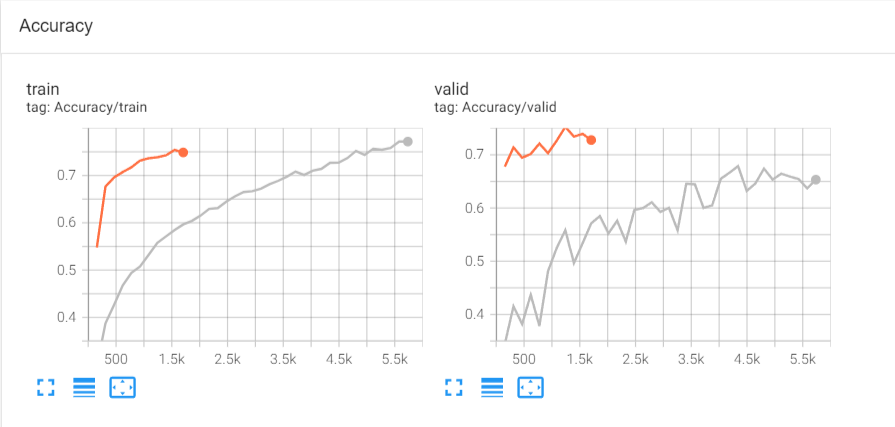 Accuracy
train
tag: Accuracy/train
0.7
0.6
0.5
0.4
500 1.5k 2.5k 3.5k 4.5k 5.5k
valid
tag: Accuracy/valid
0.7
0.6
0.5
0.4
500 1.5k 2.5k 3.5k 4.5k 5.5k